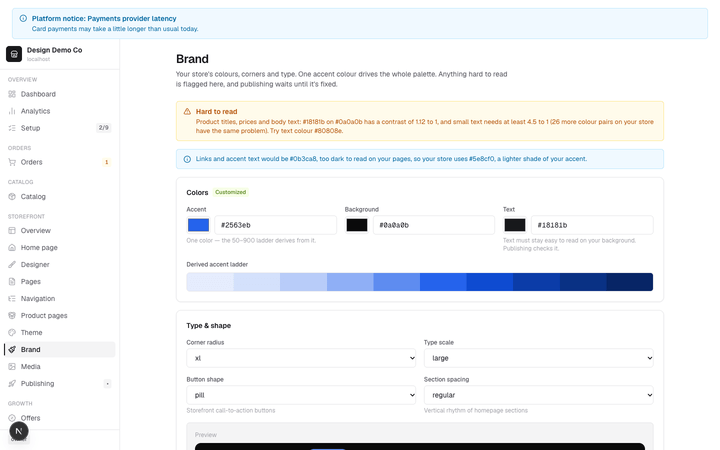 Platform notice: Payments provider latency
Card payments may take a little longer than usual today.
Design Demo Co
localhost
OVERVIEW
Dashboard
Analytics
Setup 2/9
ORDERS
Orders 1
CATALOG
Catalog
STOREFRONT
Overview
Home page
Designer
Pages
Navigation
Product pages
Theme
Brand
Media
Publishing
GROWTH
Offers
N
Brand
Your store's colours, corners and type. One accent colour drives the whole palette. Anything hard to read
is flagged here, and publishing waits until it's fixed.
Hard to read
Product titles, prices and body text: #18181b on #0a0a0b has a contrast of 1.12 to 1, and small text needs at least 4.5 to 1 (26 more colour pairs on your store
have the same problem). Try text colour #80808e.
Links and accent text would be #0b3ca8, too dark to read on your pages, so your store uses #5e8cf0, a lighter shade of your accent.
Colors Customized
Accent Background Text
#2563eb #0a0a0b #18181b
One color — the 50–900 ladder derives from it. Text must stay easy to read on your background.
Publishing checks it.
Derived accent ladder
Type & shape
Corner radius Type scale
xl large
Button shape Section spacing
pill regular
Storefront call-to-action buttons Vertical rhythm of homepage sections
Preview